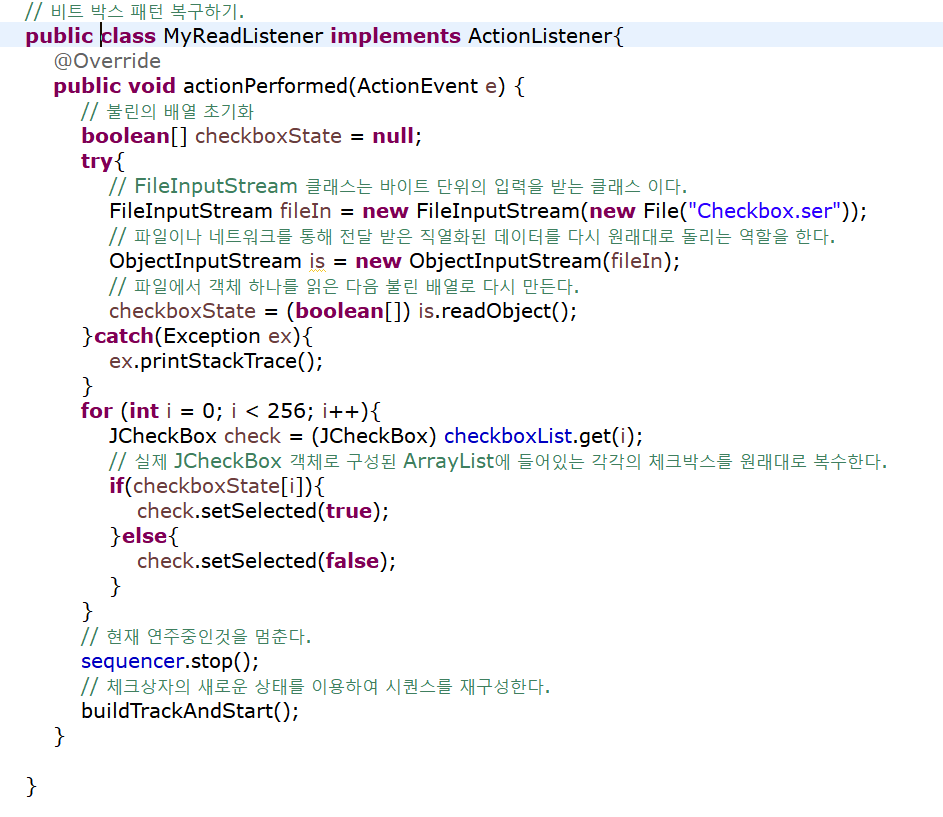 // 비트 박스 패턴 복구하기.
public class MyReadListener implements ActionListener{
@Override
public void actionPerformed(ActionEvent e) {
// 불린의 배열 초기화
boolean[] checkboxState = null;
try{
// FileInputStream 클래스는 바이트 단위의 입력을 받는 클래스 이다.
FileInputStream fileIn = new FileInputStream(new File("Checkbox.ser"));
// 파일이나 네트워크를 통해 전달 받은 직열화된 데이터를 다시 원래대로 돌리는 역할을 한다.
ObjectInputStream is = new ObjectInputStream(fileIn);
// 파일에서 객체 하나를 읽은 다음 불린 배열로 다시 만든다.
checkboxState = (boolean[]) is.readObject();
}catch(Exception ex){
ex.printStackTrace();
}
for (int i = 0; i < 256; i++){
JCheckBox check = (JCheckBox) checkboxList.get(i);
// 실제 JCheckBox 객체로 구성된 ArrayList에 들어있는 각각의 체크박스를 원래대로 복수한다.
if(checkboxState[i]){
check.setSelected(true);
}else{
check.setSelected(false);
}
}
// 현재 연주중인것을 멈춘다.
sequencer.stop();
// 체크상자의 새로운 상태를 이용하여 시퀀스를 재구성한다.
buildTrackAndStart();
}
}